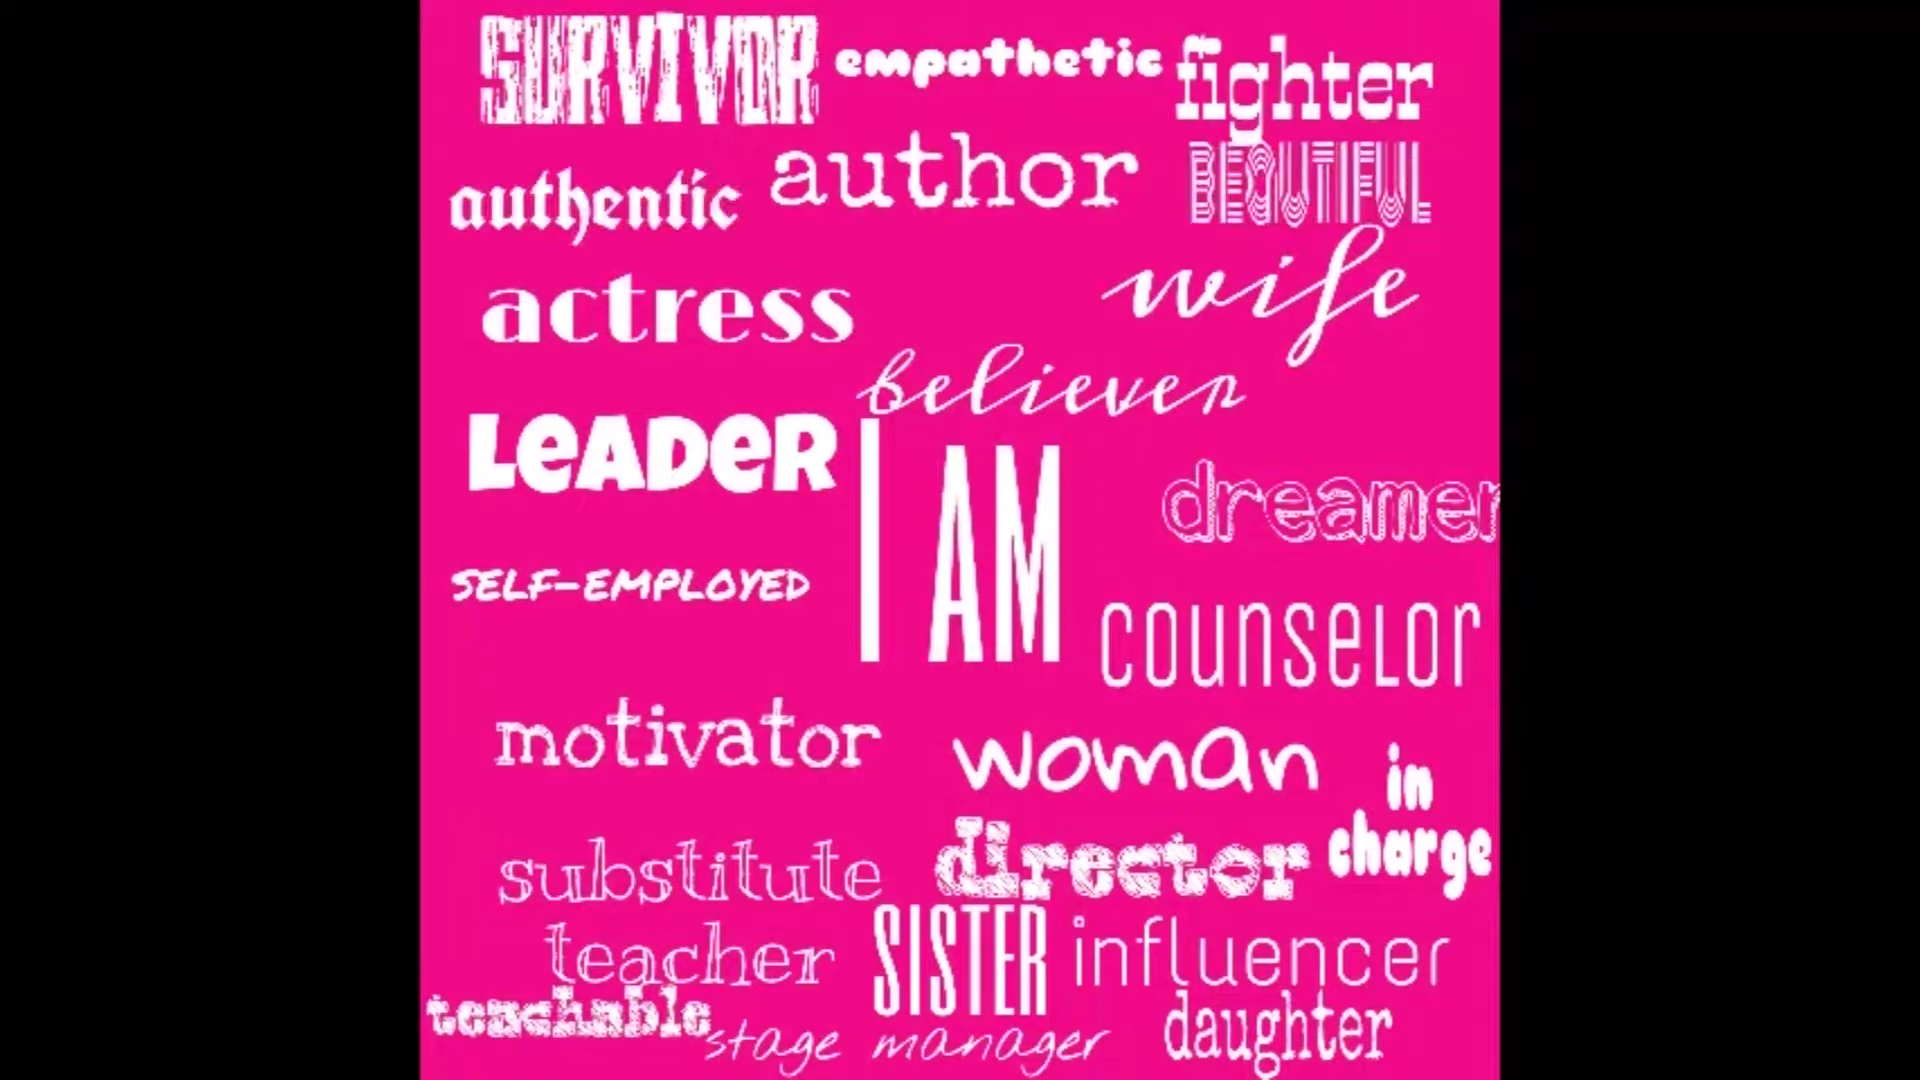 SURVIVOR
empathetic
fighter
authentic
author
BEAUTIFUL
actress
wife
believer
LeADeR
I AM
dreamer
SELF-EMPLOYED
counseLor
motivator
woman
in
charge
substitute
teacher
director
SISTER
influencer
teachable
stage manager
daughter